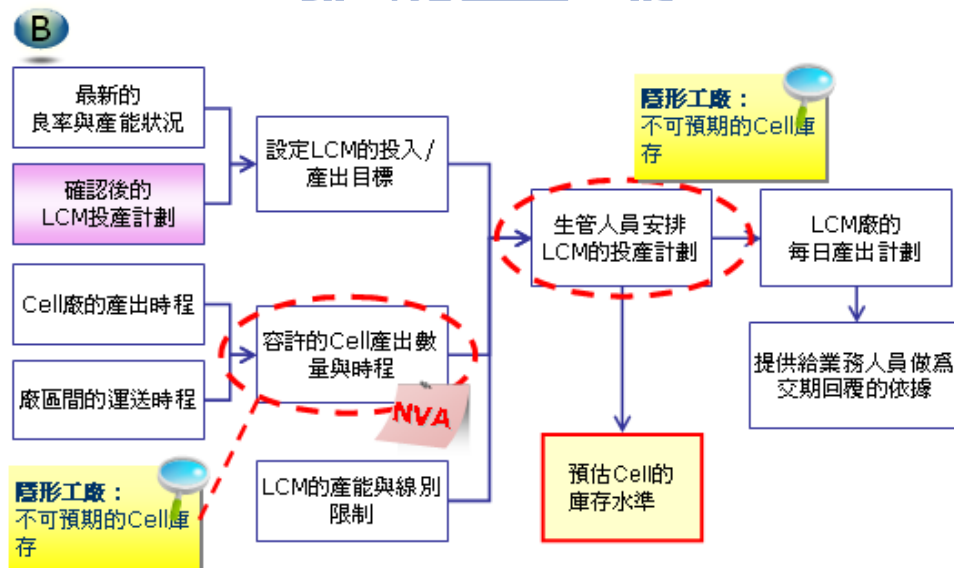 B
最新的
良率與產能狀況
確認後的
LCM投產計劃
Cell廠的產出時程
廠區間的運送時程
設定LCM的投入/
產出目標
容許的Cell產出數
量與時程
NVA
LCM的產能與線別
限制
隱形工廠：
不可預期的Cell庫
存
隱形工廠：
不可預期的Cell庫
存
生管人員安排
LCM的投產計劃
預估Cell的
庫存水準
LCM廠的
每日產出計劃
提供給業務人員做為
交期回覆的依據